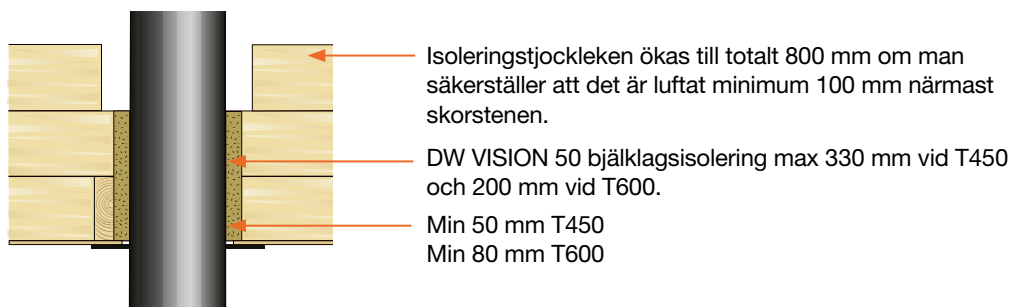 Isoleringstjockleken ökas till totalt 800 mm om man
säkerställer att det är luftat minimum 100 mm närmast
skorstenen.
DW VISION 50 bjälklagsisolering max 330 mm vid T450
och 200 mm vid T600.
Min 50 mm T450
Min 80 mm T600